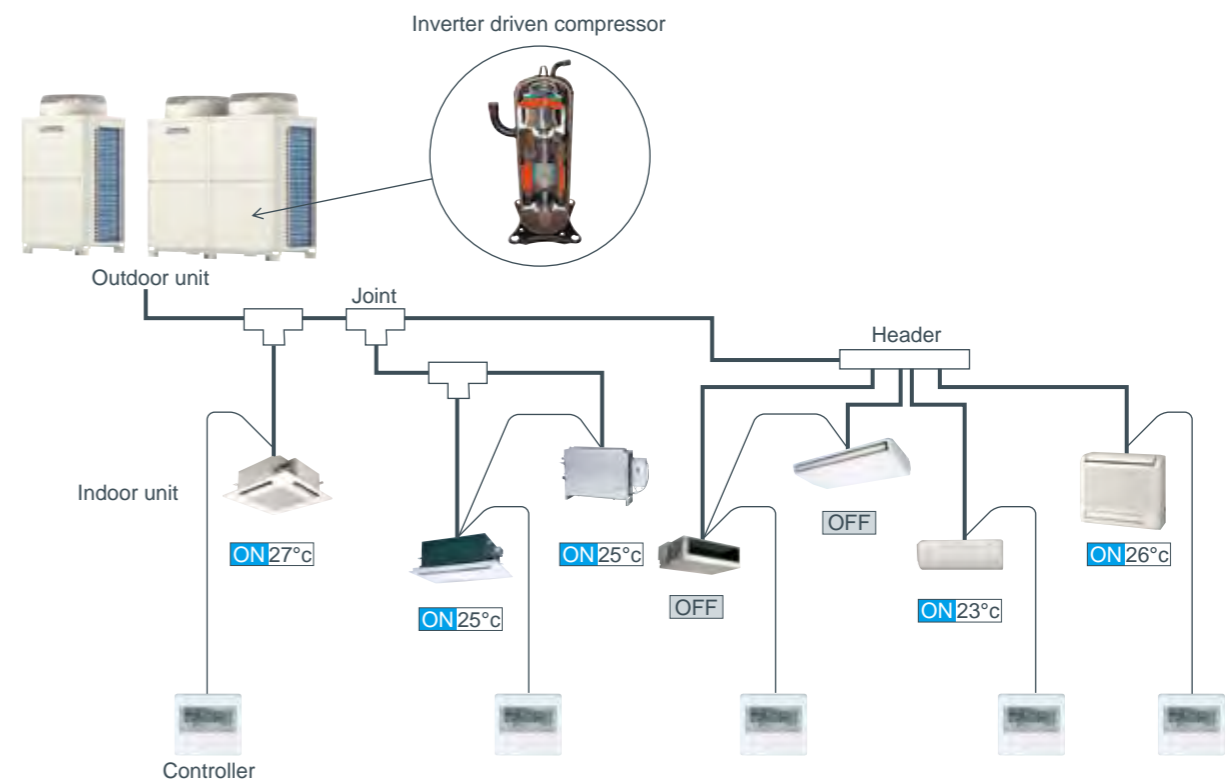 Inverter driven compressor
Outdoor unit
Joint
Header
Indoor unit
OFF
ON 27°c
ON 25°c
ON 26°c
ON 25°c
OFF
ON 23°c
Controller